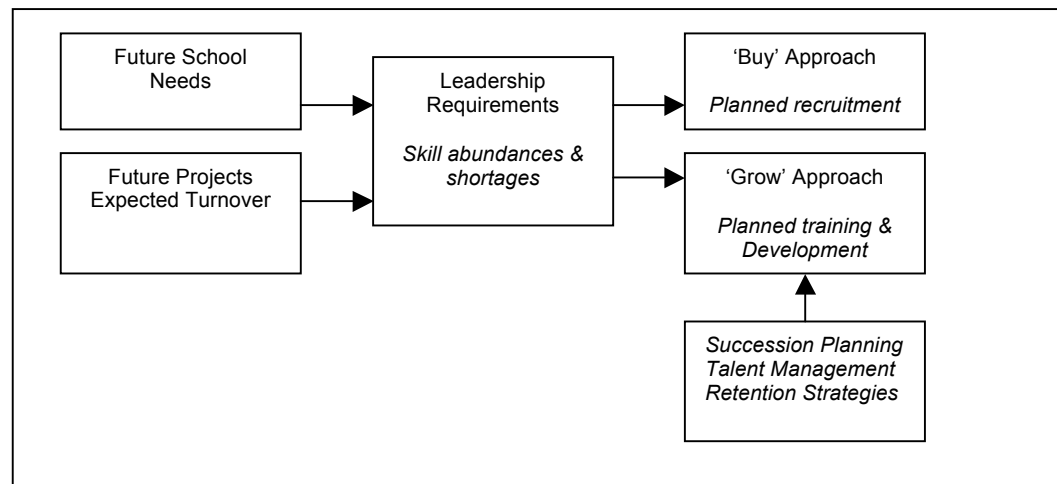 Future School
Needs
Future Projects
Expected Turnover
Leadership
Requirements
Skill abundances &
shortages
‘Buy’ Approach
Planned recruitment
‘Grow’ Approach
Planned training &
Development
Succession Planning
Talent Management
Retention Strategies